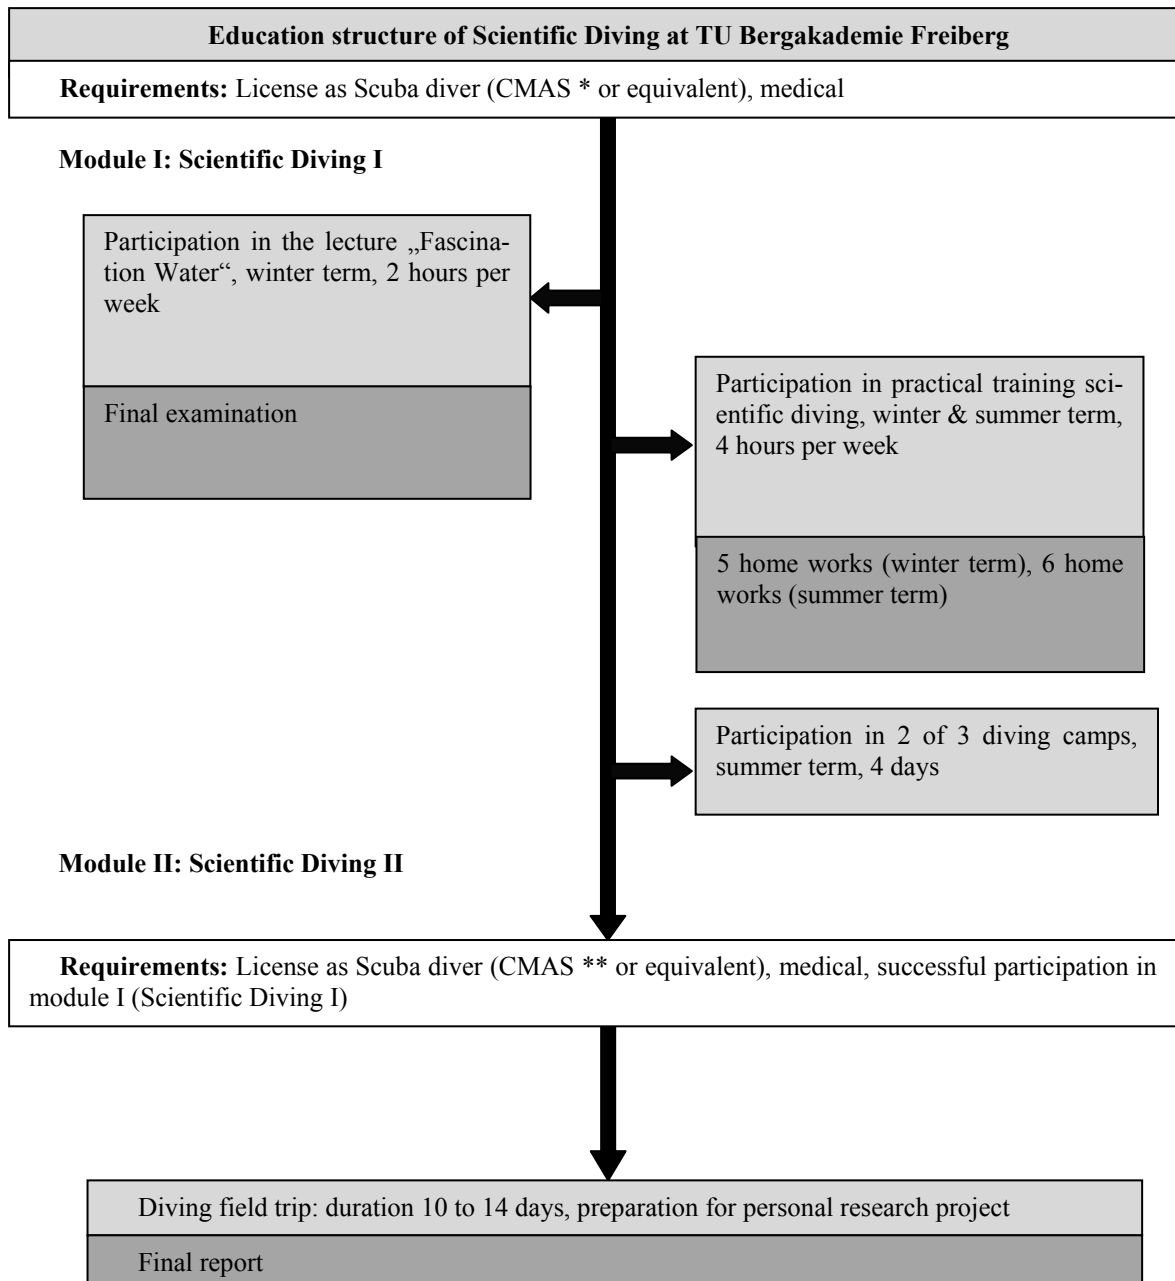 Education structure of Scientific Diving at TU Bergakademie Freiberg
Requirements: License as Scuba diver (CMAS * or equivalent), medical
Module I: Scientific Diving I
Participation in the lecture „Fascina-
tion Water“, winter term, 2 hours per
week
Final examination
Participation in practical training sci-
entific diving, winter & summer term,
4 hours per week
5 home works (winter term), 6 home
works (summer term)
Participation in 2 of 3 diving camps,
summer term, 4 days
Module II: Scientific Diving II
Requirements: License as Scuba diver (CMAS ** or equivalent), medical, successful participation in
module I (Scientific Diving I)
Diving field trip: duration 10 to 14 days, preparation for personal research project
Final report